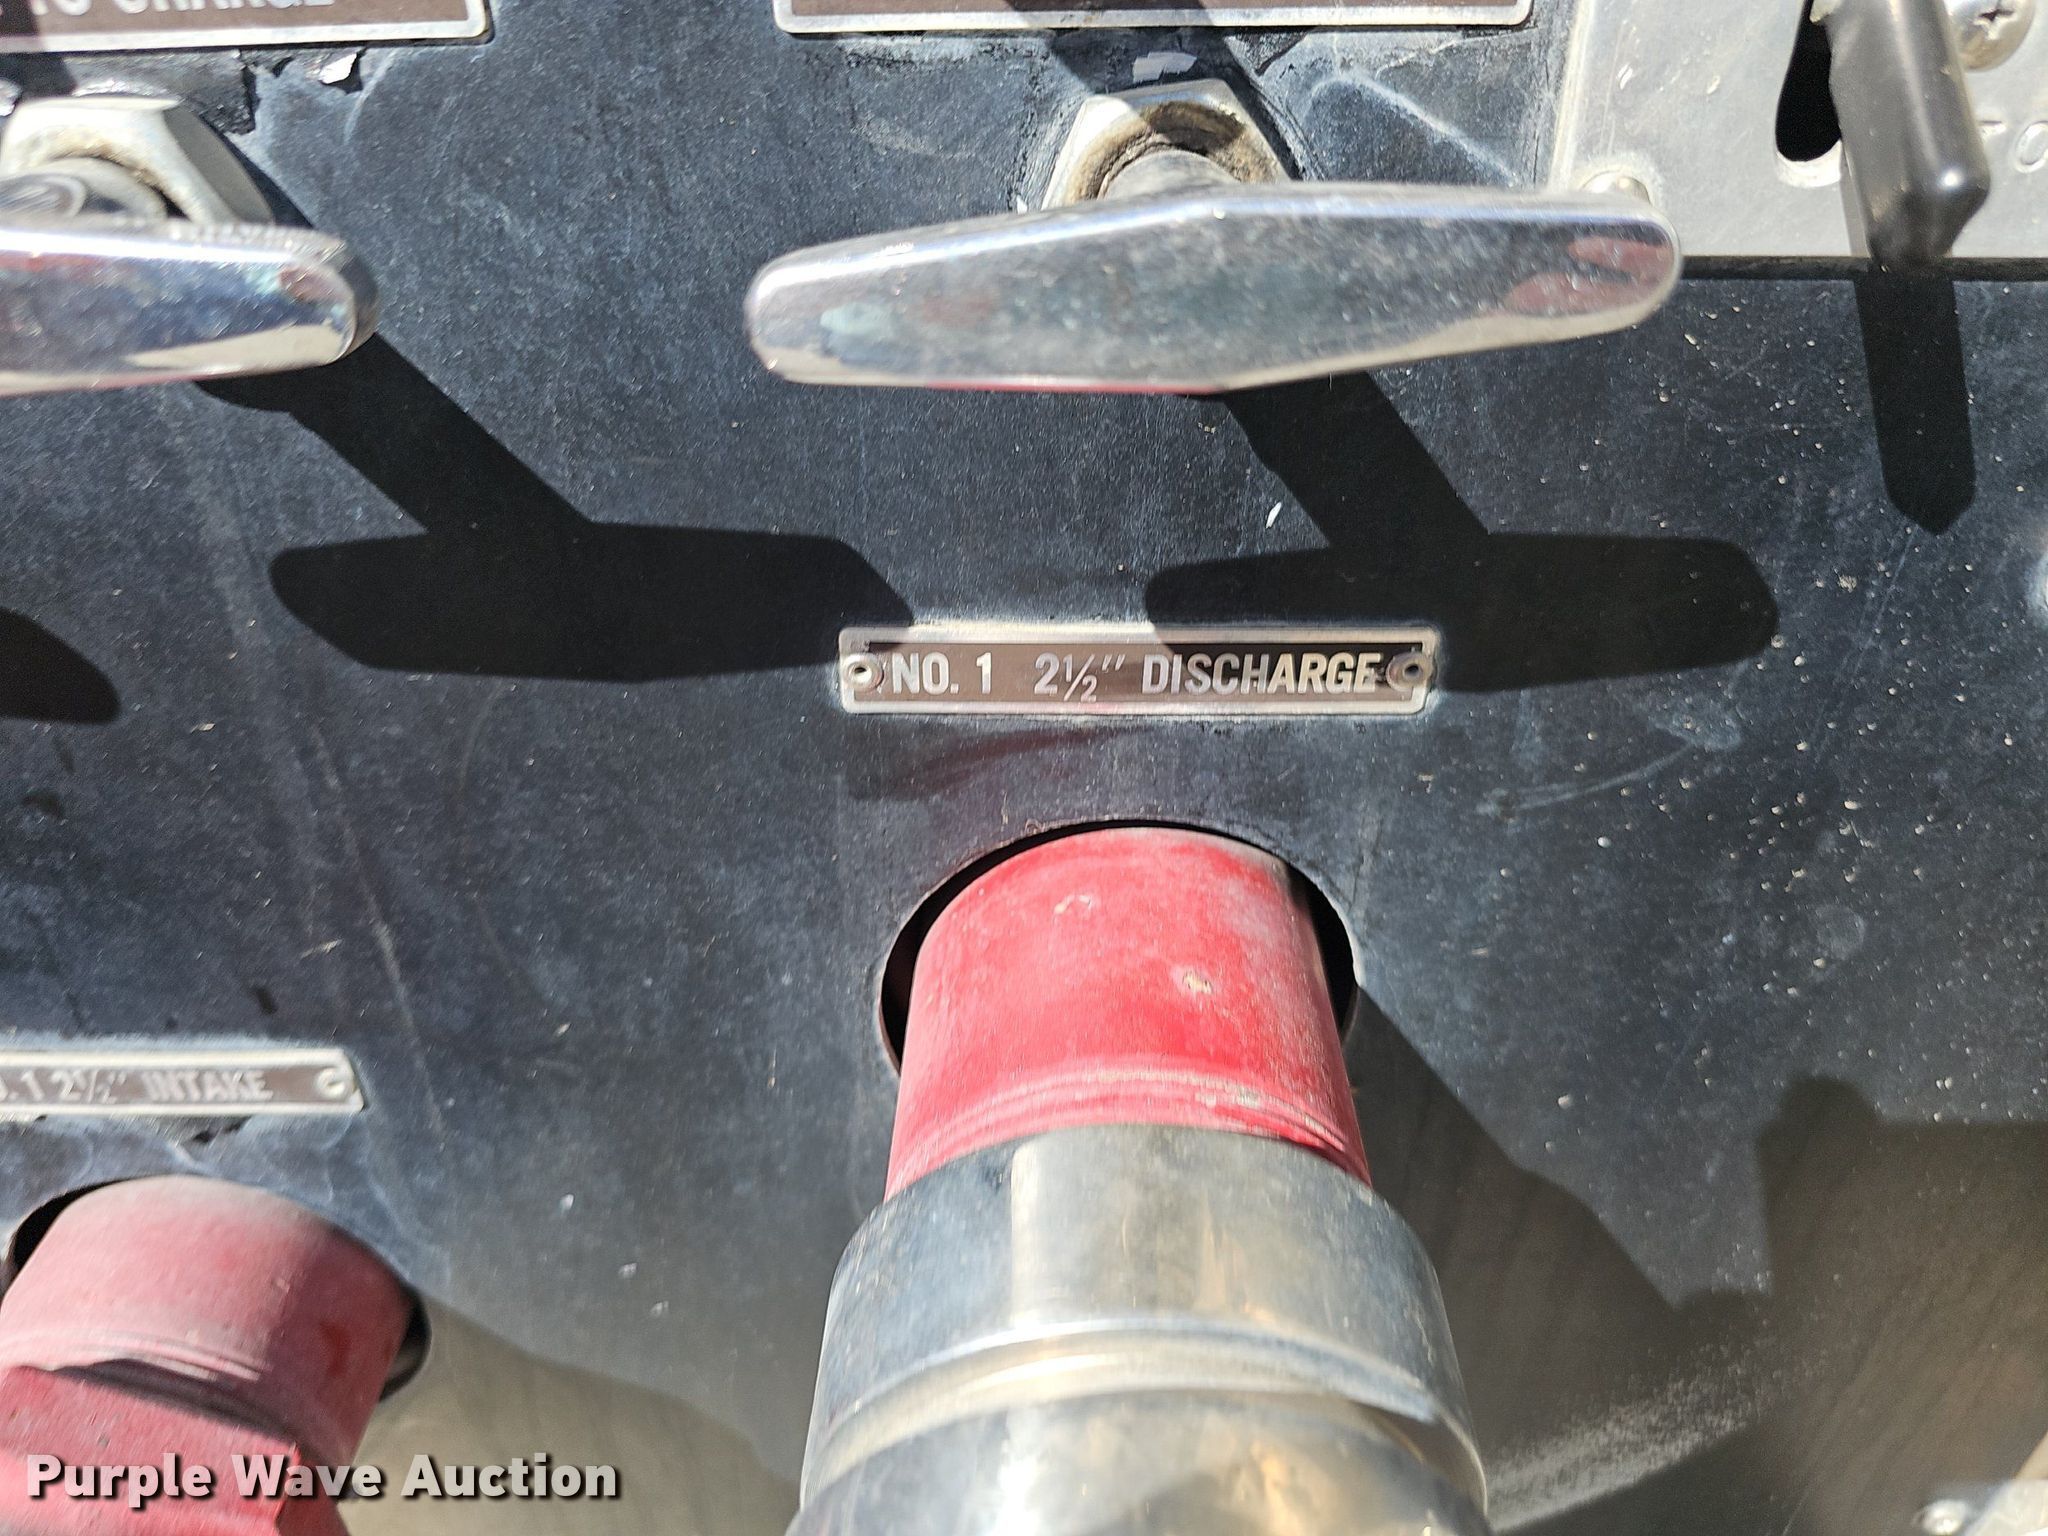 NO. 1 2½" DISCHARGE
1 2½" INTAKE
Purple Wave Auction